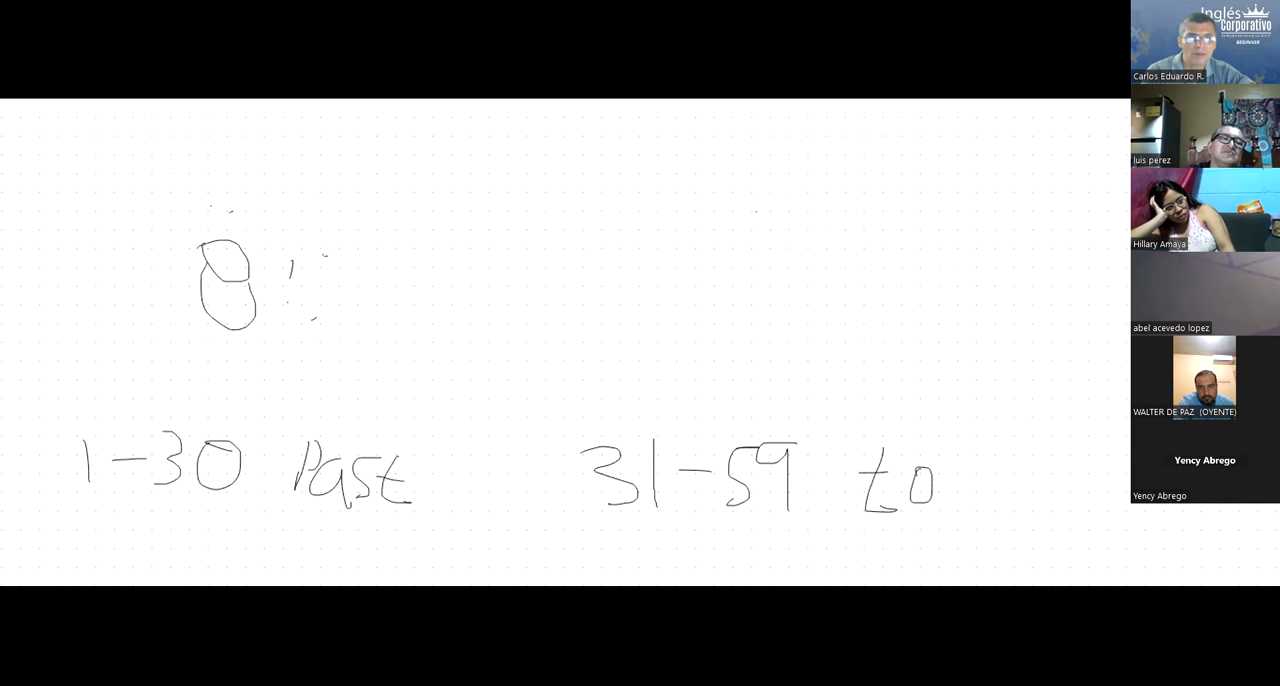 8:
1-30 Past 31-59 to
Inglés
Corporativo
BEGINNER
Carlos Eduardo R.
luis perez
Hillary Amaya
abel acevedo lopez
WALTER DE PAZ (OYENTE)
Yency Abrego
Yency Abrego